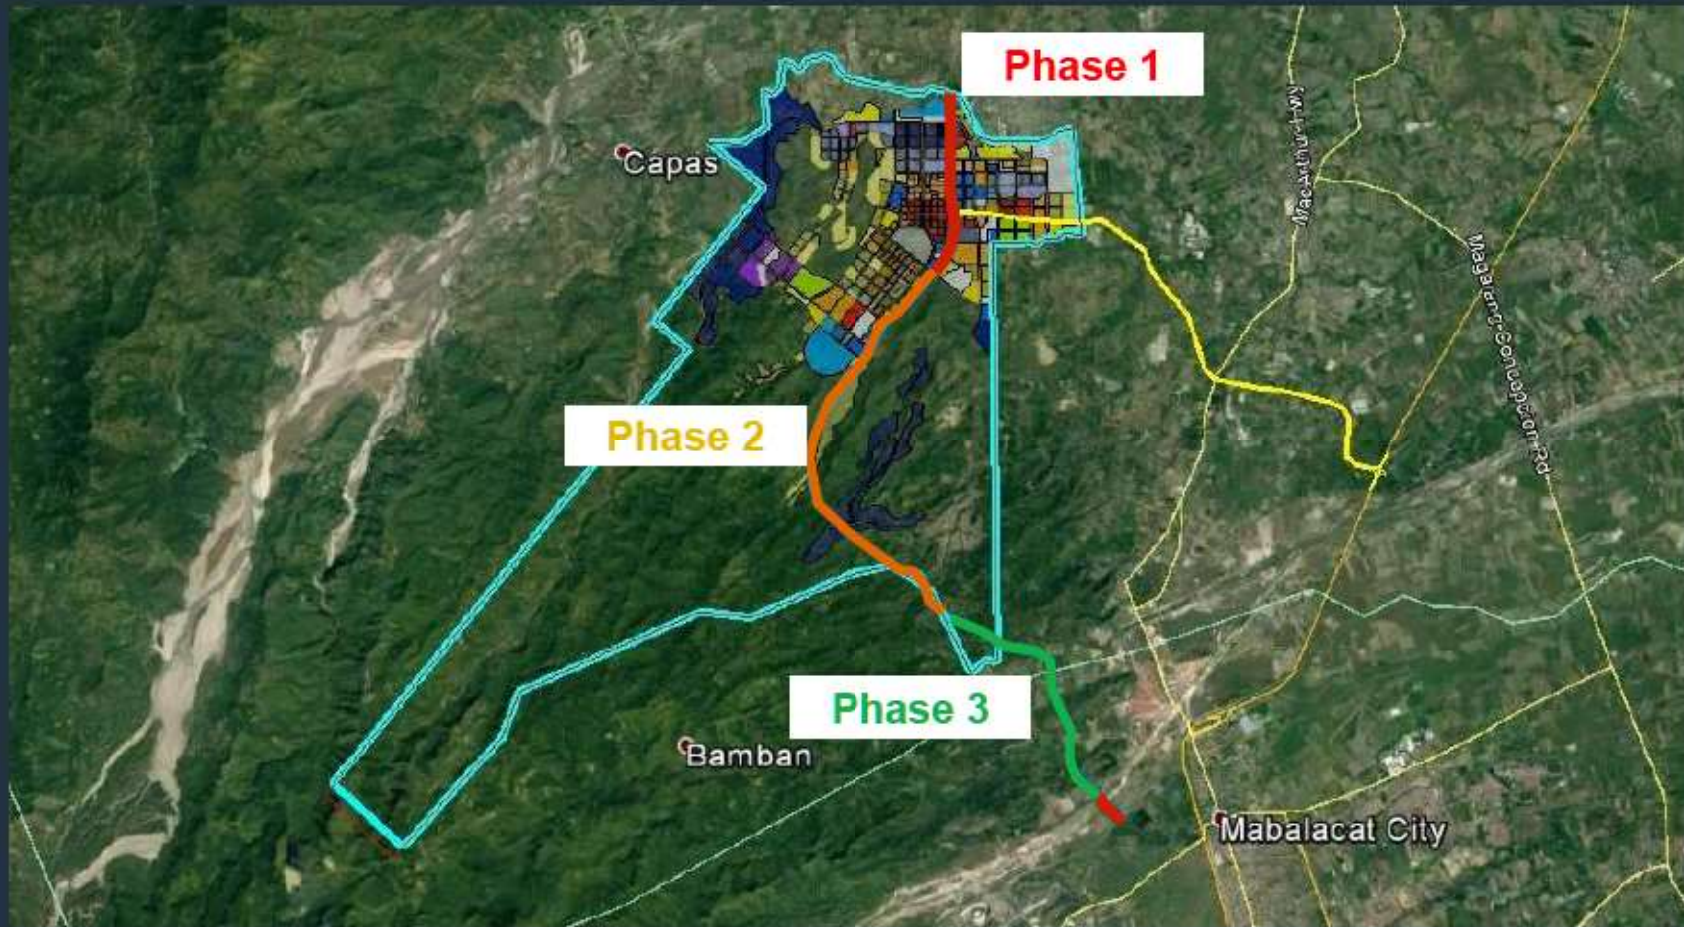 Phase 1
MacArthur Hwy
Capas
Magalang-Concepcion Rd
Phase 2
Phase 3
Bamban
Mabalacat City